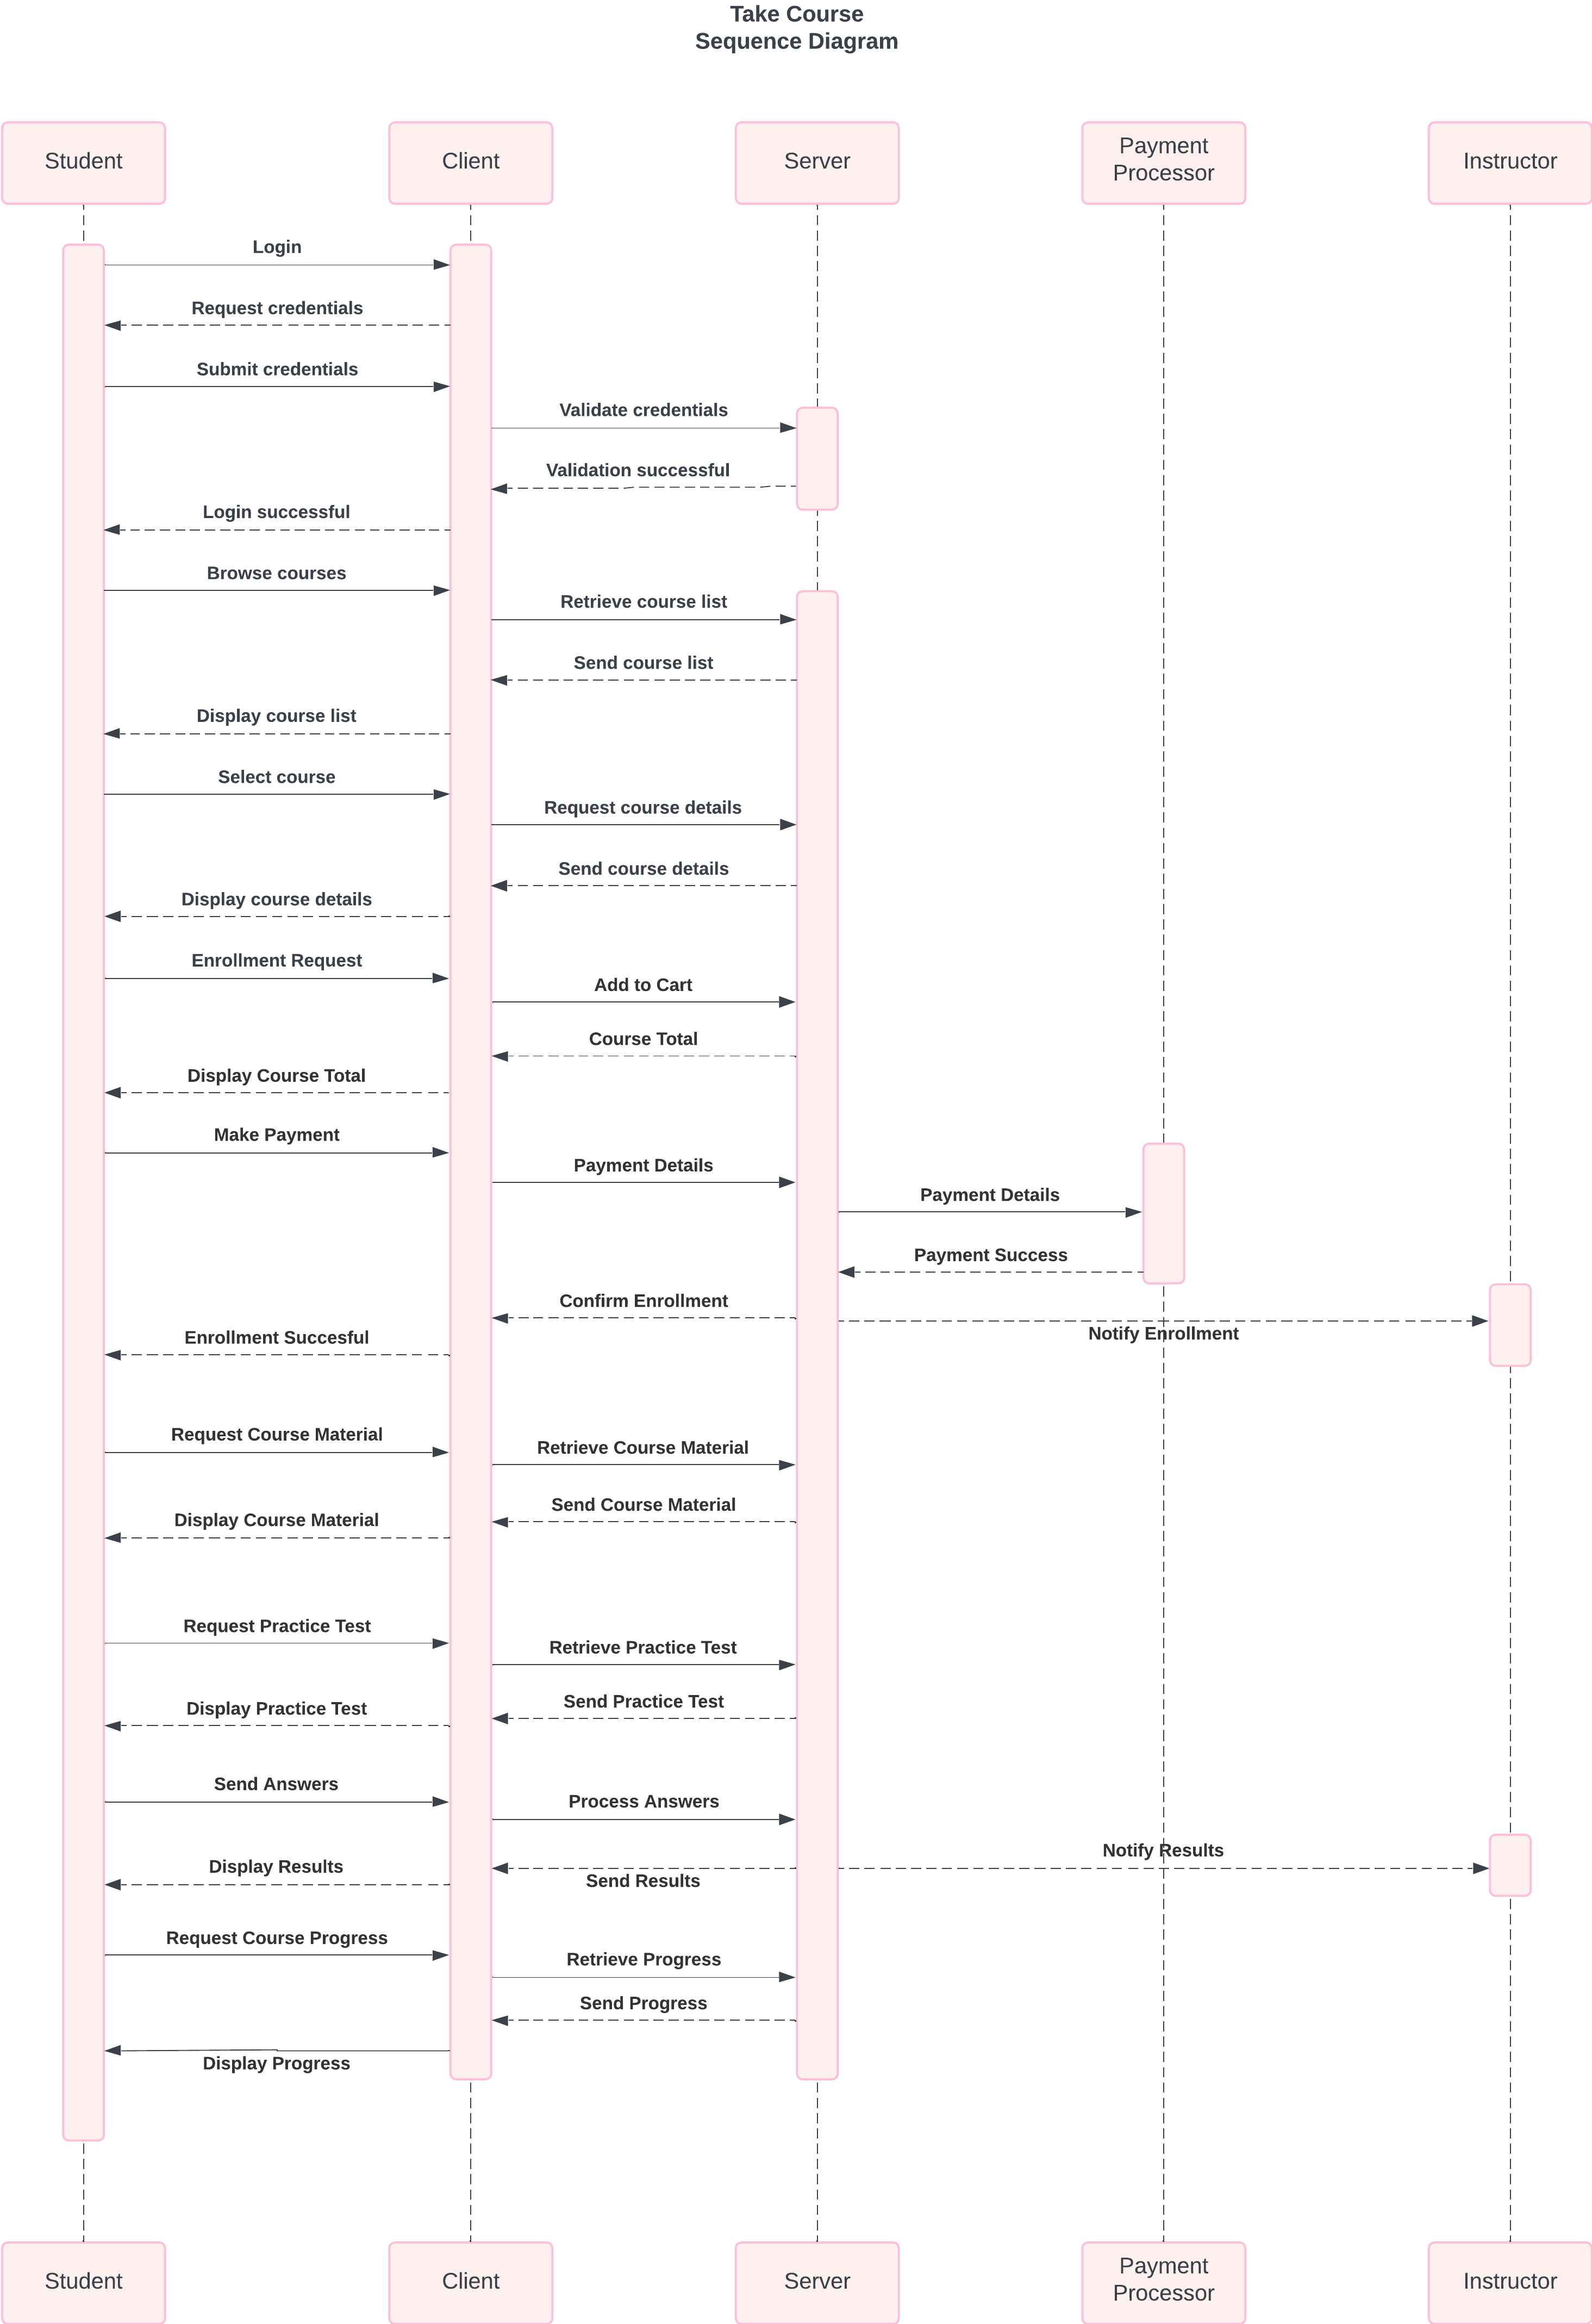 Take Course
Sequence Diagram
Student
Client
Server
Payment
Processor
Instructor
Login
Request credentials
Submit credentials
Validate credentials
Validation successful
Login successful
Browse courses
Retrieve course list
Send course list
Display course list
Select course
Request course details
Send course details
Display course details
Enrollment Request
Add to Cart
Course Total
Display Course Total
Make Payment
Payment Details
Payment Details
Payment Success
Confirm Enrollment
Notify Enrollment
Enrollment Succesful
Request Course Material
Retrieve Course Material
Send Course Material
Display Course Material
Request Practice Test
Retrieve Practice Test
Send Practice Test
Display Practice Test
Send Answers
Process Answers
Notify Results
Display Results
Send Results
Request Course Progress
Retrieve Progress
Send Progress
Display Progress
Student
Client
Server
Payment
Processor
Instructor